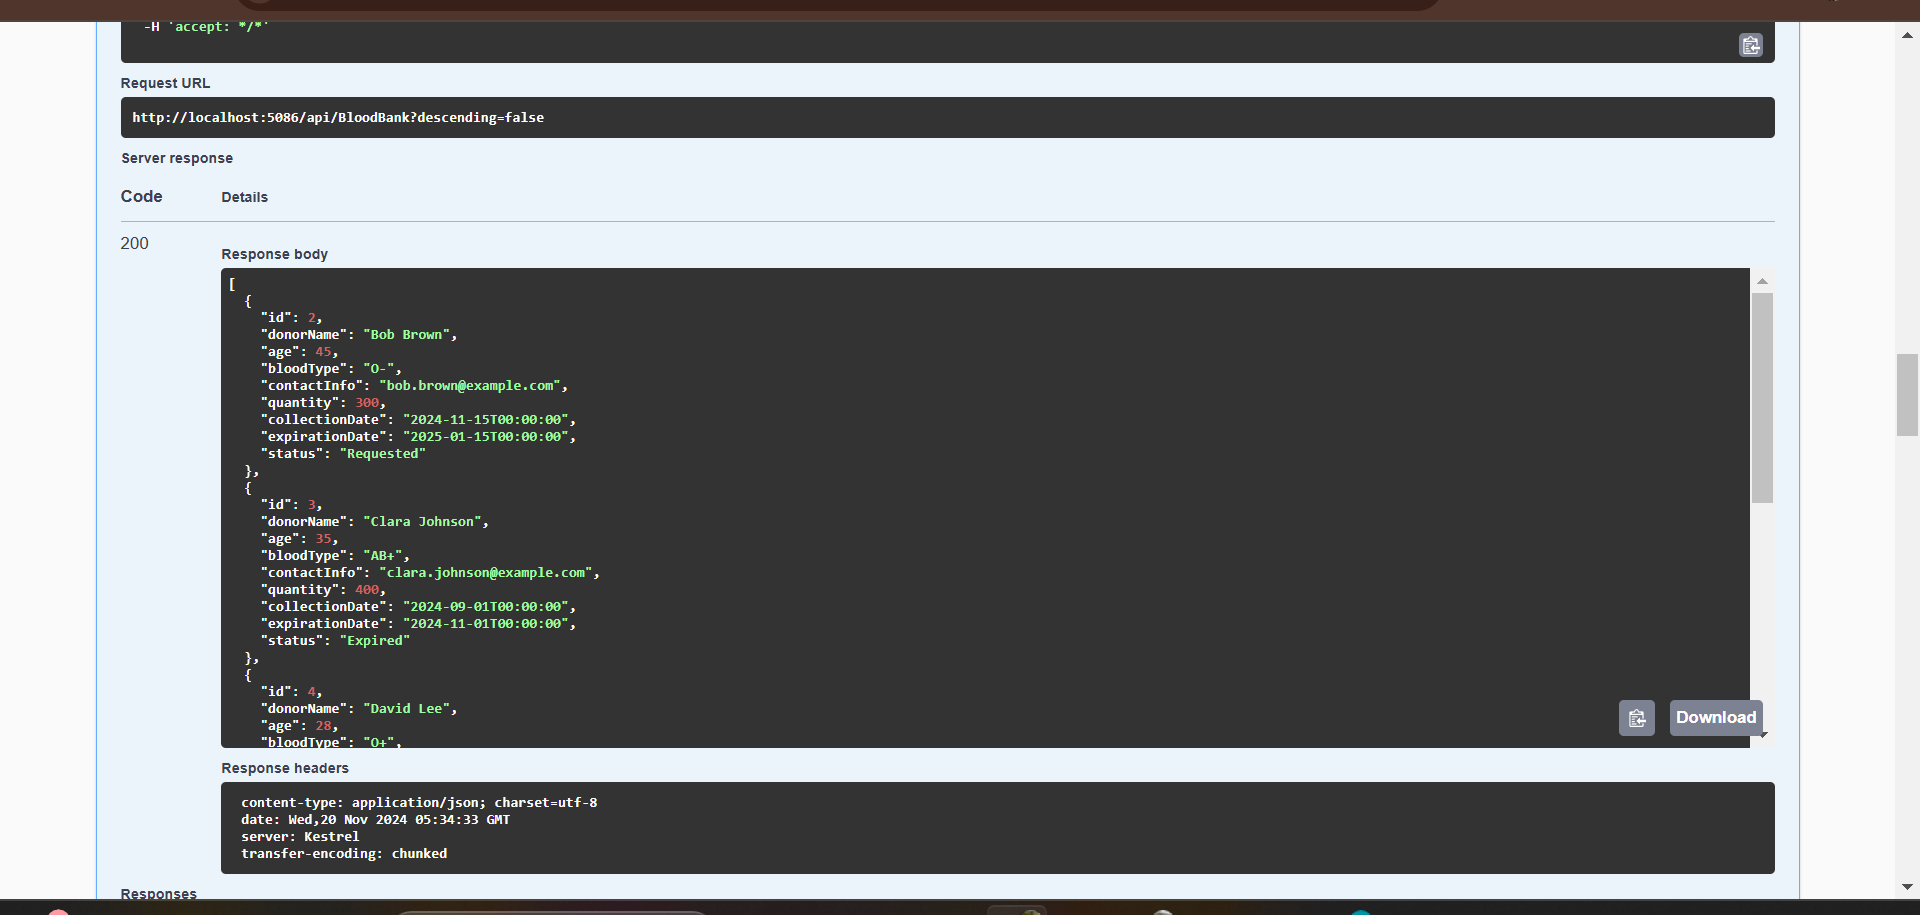 -H 'accept: */*'
Request URL
http://localhost:5086/api/BloodBank?descending=false
Server response
Code Details
200
Response body
[
{
"id": 2,
"donorName": "Bob Brown",
"age": 45,
"bloodType": "O-",
"contactInfo": "bob.brown@example.com",
"quantity": 300,
"collectionDate": "2024-11-15T00:00:00",
"expirationDate": "2025-01-15T00:00:00",
"status": "Requested"
},
{
"id": 3,
"donorName": "Clara Johnson",
"age": 35,
"bloodType": "AB+",
"contactInfo": "clara.johnson@example.com",
"quantity": 400,
"collectionDate": "2024-09-01T00:00:00",
"expirationDate": "2024-11-01T00:00:00",
"status": "Expired"
},
{
"id": 4,
"donorName": "David Lee",
"age": 28,
"bloodType": "O+",
Download
Response headers
content-type: application/json; charset=utf-8
date: Wed,20 Nov 2024 05:34:33 GMT
server: Kestrel
transfer-encoding: chunked
Responses